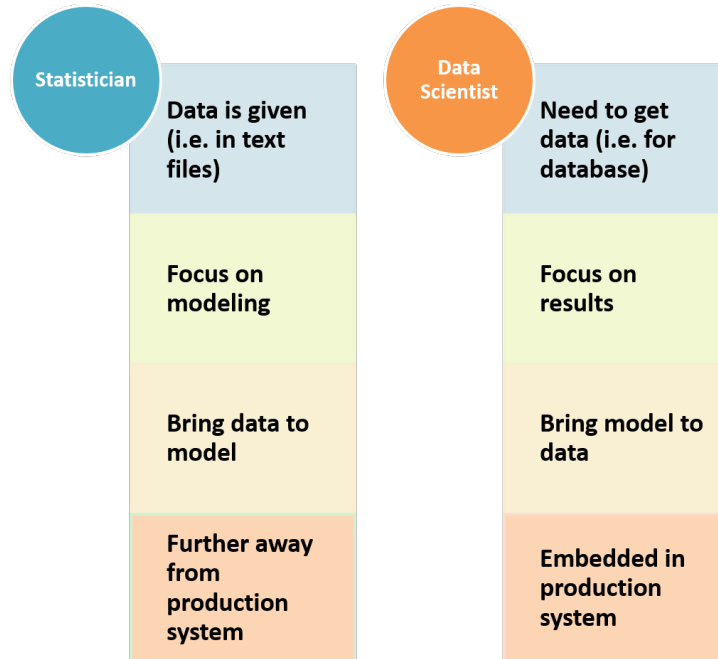 Statistician
Data is given
(i.e. in text
files)
Focus on
modeling
Bring data to
model
Further away
from
production
system
Data
Scientist
Need to get
data (i.e. for
database)
Focus on
results
Bring model to
data
Embedded in
production
system